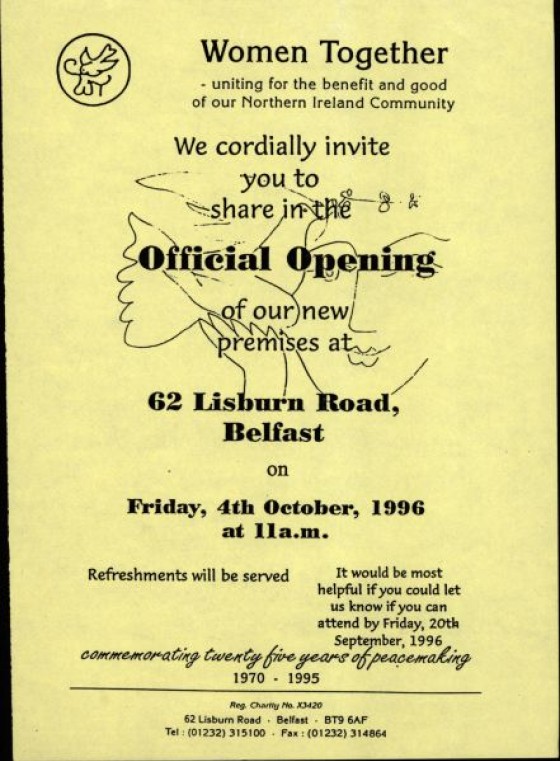 Women Together
- uniting for the benefit and good
of our Northern Ireland Community
We cordially invite
you to
share in the
Official Opening
of our new
premises at
62 Lisburn Road,
Belfast
on
Friday, 4th October, 1996
at 11a.m.
Refreshments will be served
It would be most
helpful if you could let
us know if you can
attend by Friday, 20th
September, 1996
commemorating twenty five years of peacemaking
1970 - 1995
Reg. Charity No. X3420
62 Lisburn Road · Belfast · BT9 6AF
Tel : (01232) 315100 · Fax : (01232) 314864